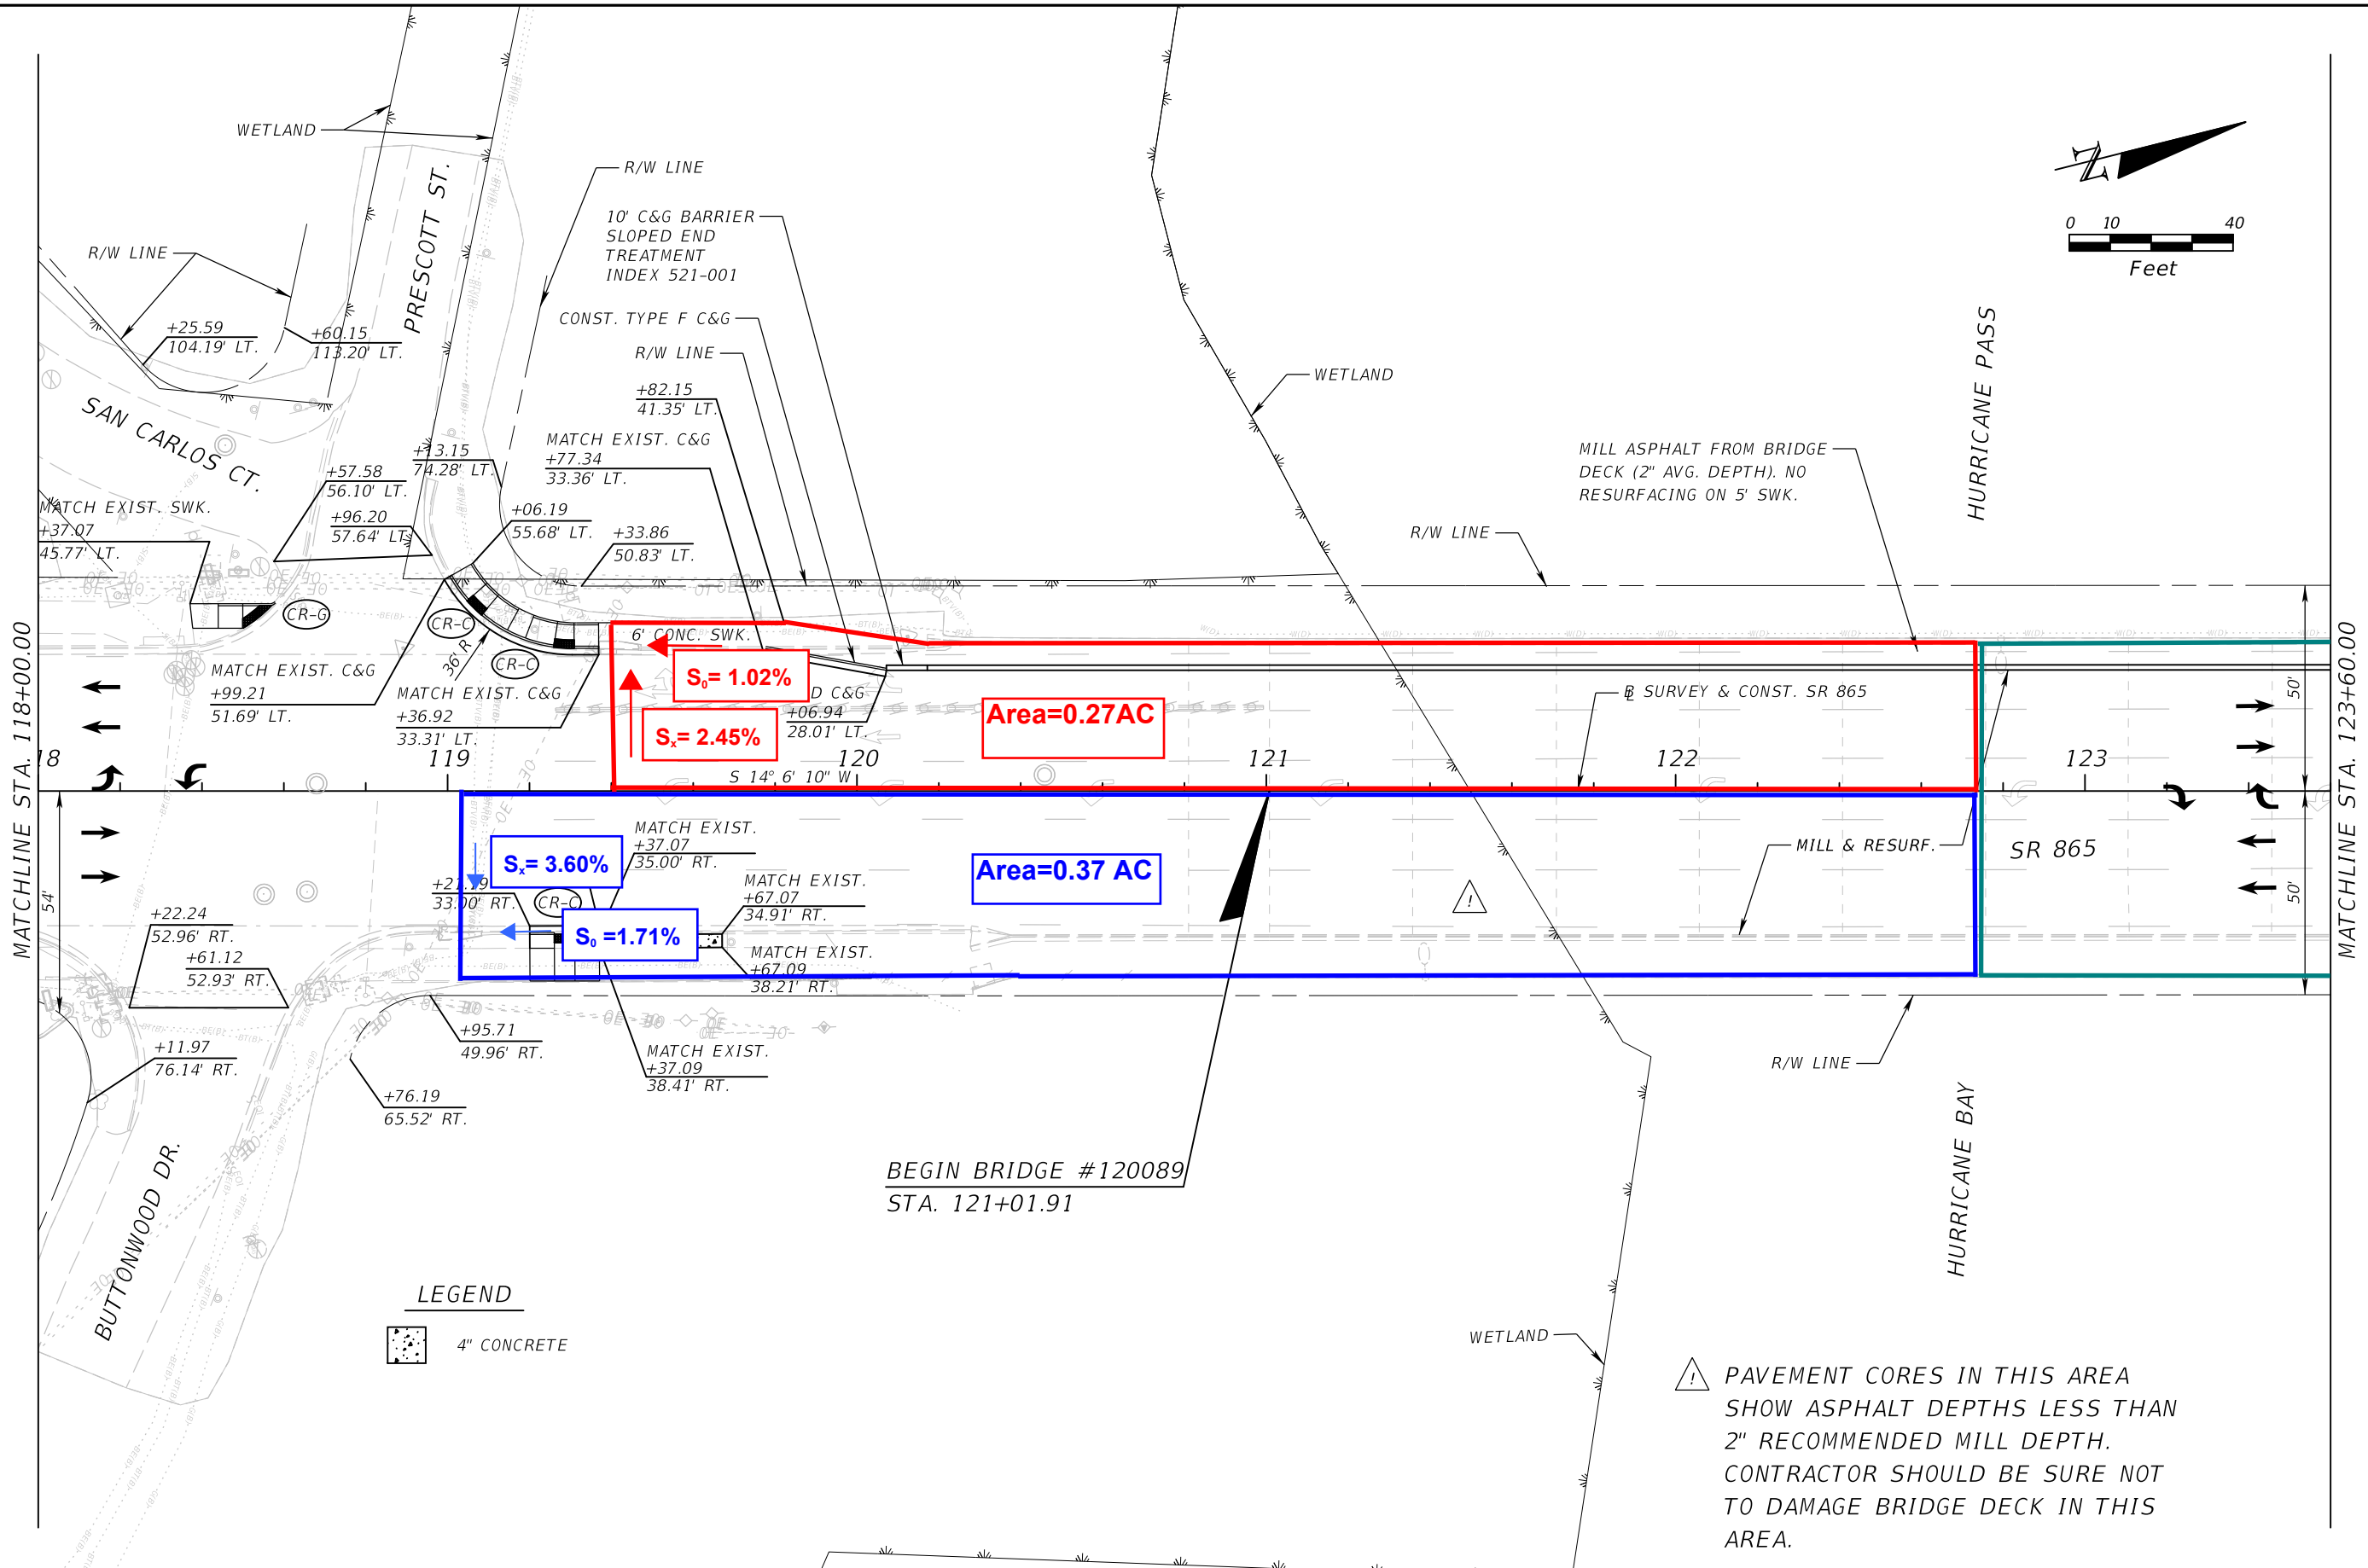 WETLAND
PRESCOTT ST.
R/W LINE
10' C&G BARRIER
SLOPED END
TREATMENT
INDEX 521-001
R/W LINE
CONST. TYPE F C&G
R/W LINE
+25.59
104.19' LT.
+60.15
113.20' LT.
+82.15
41.35' LT.
SAN CARLOS CT.
MATCH EXIST. C&G
+77.34
33.36' LT.
+13.15
74.28' LT.
+57.58
56.10' LT.
+96.20
57.64' LT.
+06.19
55.68' LT.
+33.86
50.83' LT.
MATCH EXIST. SWK.
+37.07
45.77' LT.
WETLAND
0 10 40
Feet
HURRICANE PASS
MILL ASPHALT FROM BRIDGE
DECK (2" AVG. DEPTH). NO
RESURFACING ON 5' SWK.
R/W LINE
CR-G
CR-C
CR-C
36' R
6' CONC. SWK.
S₀= 1.02%
Sₓ= 2.45%
D C&G
+06.94
28.01' LT.
Area=0.27AC
MATCH EXIST. C&G
+99.21
51.69' LT.
MATCH EXIST. C&G
+36.92
33.31' LT.
SURVEY & CONST. SR 865
50'
MATCHLINE STA. 118+00.00
MATCHLINE STA. 123+60.00
18 119 120 121 122 123
S 14° 6' 10" W
MATCH EXIST.
+37.07
35.00' RT.
Sₓ= 3.60%
Area=0.37 AC
MILL & RESURF.
SR 865
54'
50'
+21.19
33.00' RT.
CR-C
MATCH EXIST.
+67.07
34.91' RT.
S₀ =1.71%
MATCH EXIST.
+67.09
38.21' RT.
+22.24
52.96' RT.
+61.12
52.93' RT.
+11.97
76.14' RT.
+95.71
49.96' RT.
MATCH EXIST.
+37.09
38.41' RT.
+76.19
65.52' RT.
R/W LINE
BUTTONWOOD DR.
HURRICANE BAY
BEGIN BRIDGE #120089
STA. 121+01.91
LEGEND
4" CONCRETE
WETLAND
! PAVEMENT CORES IN THIS AREA
SHOW ASPHALT DEPTHS LESS THAN
2" RECOMMENDED MILL DEPTH.
CONTRACTOR SHOULD BE SURE NOT
TO DAMAGE BRIDGE DECK IN THIS
AREA.